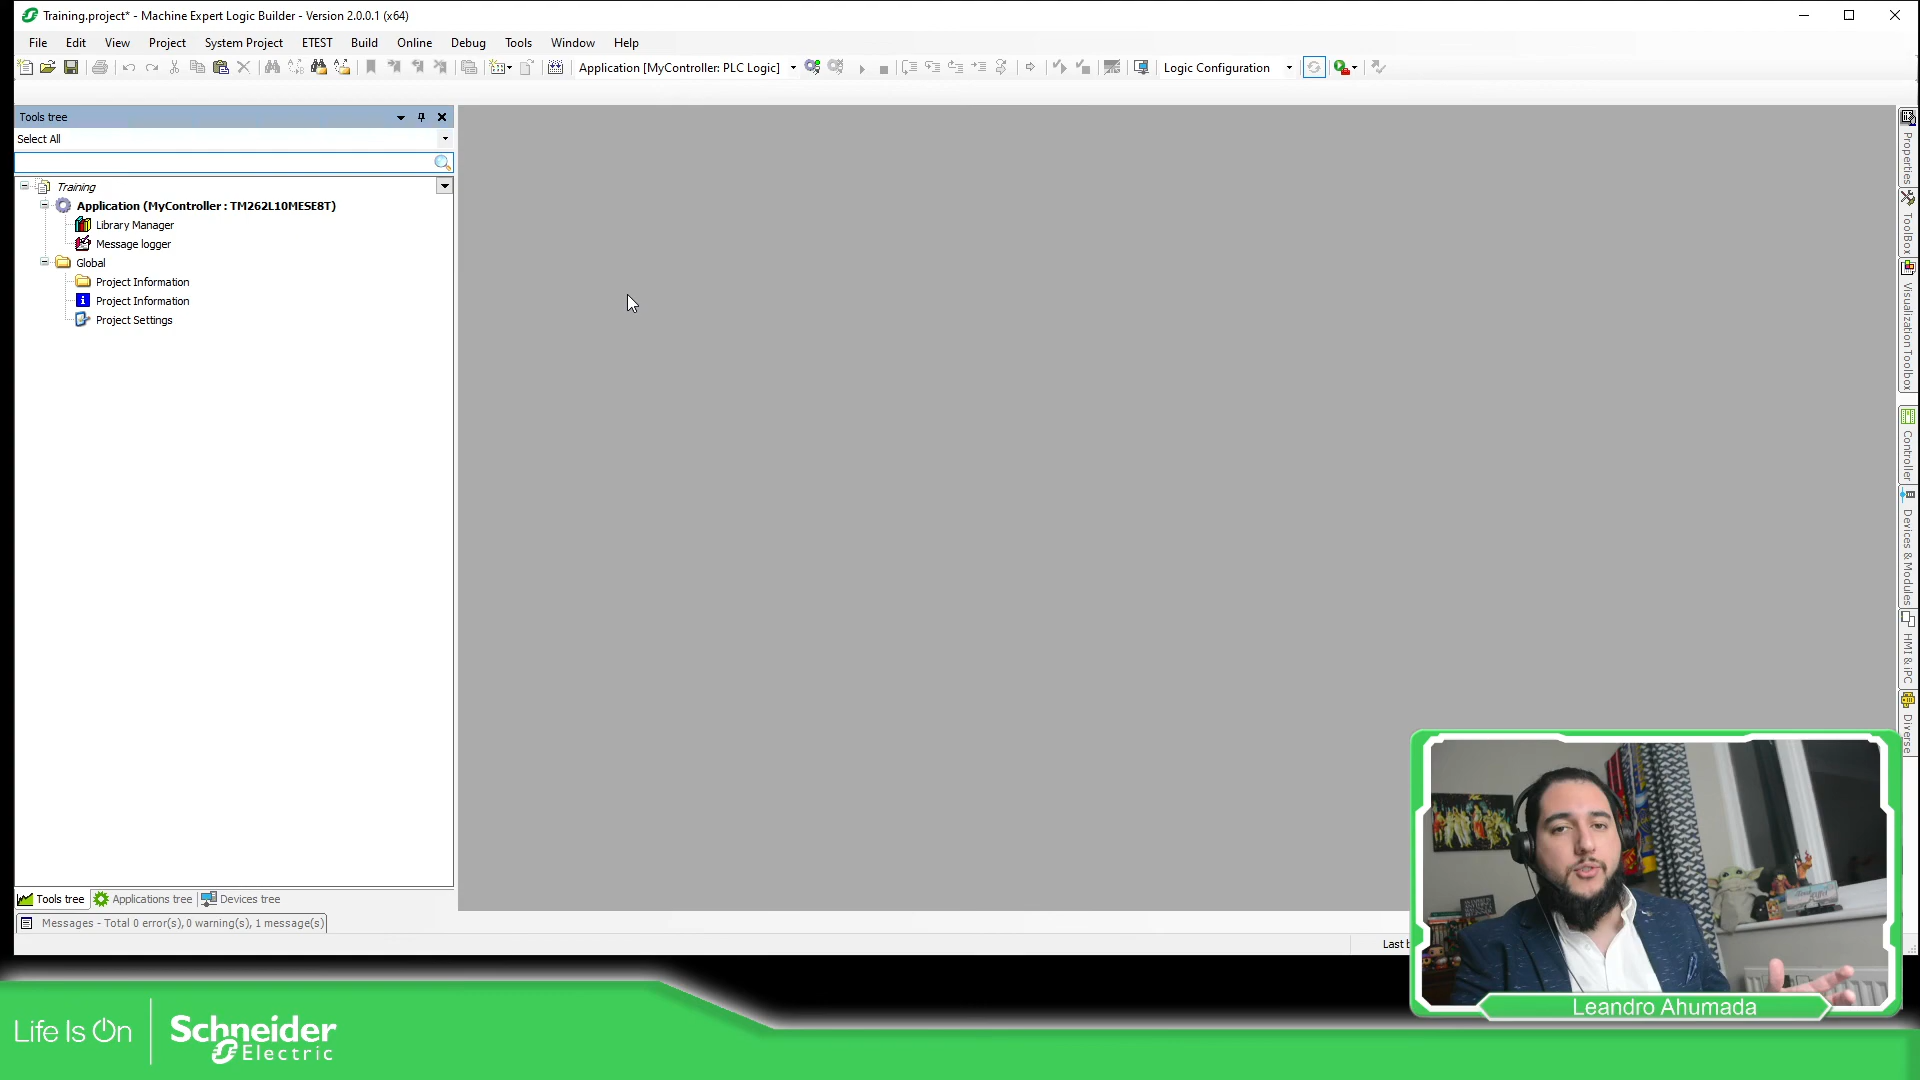 Training.project* - Machine Expert Logic Builder - Version 2.0.0.1 (x64)
File Edit View Project System Project ETEST Build Online Debug Tools Window Help
Application [MyController: PLC Logic] Logic Configuration
Tools tree
Select All
Training
Application (MyController : TM262L10MESE8T)
Library Manager
Message logger
Global
Project Information
Project Information
Project Settings
Tools tree Applications tree Devices tree
Messages - Total 0 error(s), 0 warning(s), 1 message(s)
Last b
Properties
ToolBox
Visualization Toolbox
Controller
Devices & Modules
HMI & iPC
Diverse
Leandro Ahumada
Life Is On
Schneider
Electric